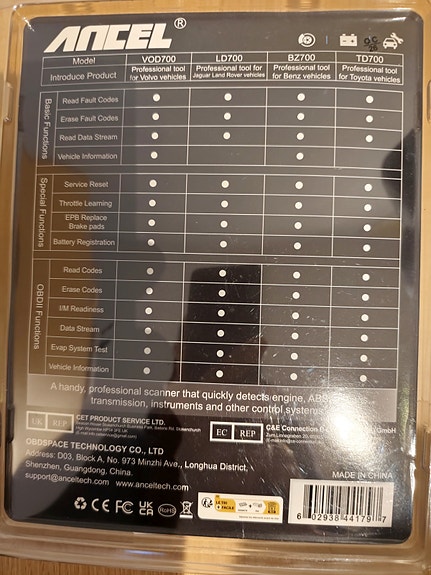 ANCEL®
Model VOD700 LD700 BZ700 TD700
Introduce Product Professional tool for Volvo vehicles Professional tool for Jaguar Land Rover vehicles Professional tool for Benz vehicles Professional tool for Toyota vehicles
Basic Functions
Read Fault Codes ● ● ● ●
Erase Fault Codes ● ● ● ●
Read Data Stream ● ● ● ●
Vehicle Information ● ●
Special Functions
Service Reset ● ● ● ●
Throttle Learning ● ● ● ●
EPB Replace
Brake pads ● ● ● ●
Battery Registration ● ● ● ●
OBDII Functions
Read Codes ● ● ● ●
Erase Codes ● ● ● ●
I/M Readiness ● ● ● ●
Data Stream ● ● ● ●
Evap System Test ● ● ● ●
Vehicle Information ● ● ● ●
A handy, professional scanner that quickly detects engine, ABS
transmission, instruments and other control systems
UK REP
CET PRODUCT SERVICE LTD.
EC REP
C&E Connection GmbH
OBDSPACE TECHNOLOGY CO., LTD
Address: D03, Block A, No. 973 Minzhi Ave., Longhua District,
Shenzhen, Guangdong, China.
support@anceltech.com www.anceltech.com
MADE IN CHINA
CE FC UK CA RoHS
6 02938 44179 7